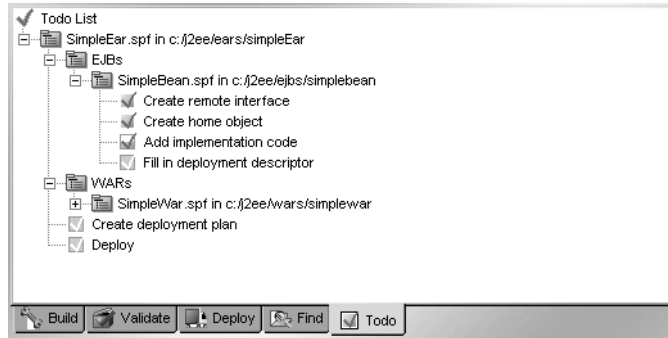 Todo List
SimpleEar.spf in c:/j2ee/ears/simpleEar
EJBs
SimpleBean.spf in c:/j2ee/ejbs/simplebean
Create remote interface
Create home object
Add implementation code
Fill in deployment descriptor
WARs
SimpleWar.spf in c:/j2ee/wars/simplewar
Create deployment plan
Deploy
Build Validate Deploy Find Todo